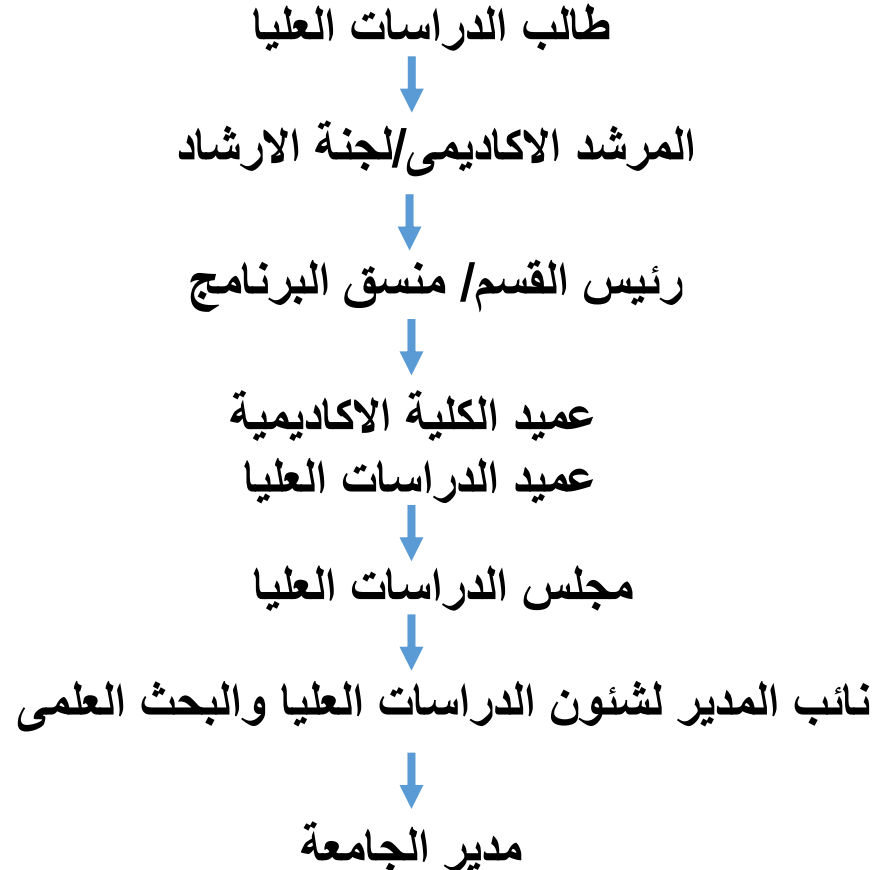 طالب الدراسات العليا
المرشد الاكاديمى/لجنة الارشاد
رئيس القسم/ منسق البرنامج
عميد الكلية الاكاديمية
عميد الدراسات العليا
مجلس الدراسات العليا
نائب المدير لشئون الدراسات العليا والبحث العلمى
مدير الجامعة